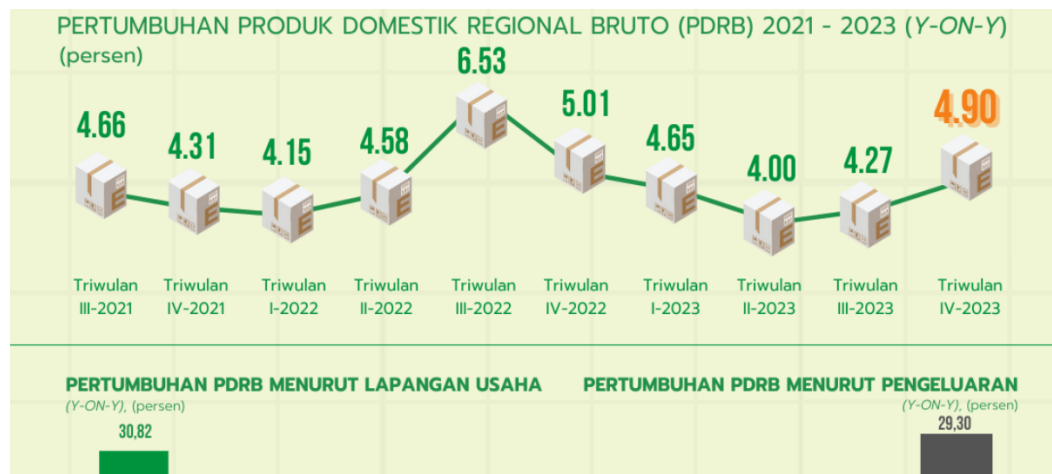 PERTUMBUHAN PRODUK DOMESTIK REGIONAL BRUTO (PDRB) 2021 - 2023 (Y-ON-Y)
(persen)
4.66
4.31
4.15
4.58
6.53
5.01
4.65
4.00
4.27
4.90
Triwulan III-2021
Triwulan IV-2021
Triwulan I-2022
Triwulan II-2022
Triwulan III-2022
Triwulan IV-2022
Triwulan I-2023
Triwulan II-2023
Triwulan III-2023
Triwulan IV-2023
PERTUMBUHAN PDRB MENURUT LAPANGAN USAHA
(Y-ON-Y), (persen)
30,82
PERTUMBUHAN PDRB MENURUT PENGELUARAN
(Y-ON-Y), (persen)
29,30